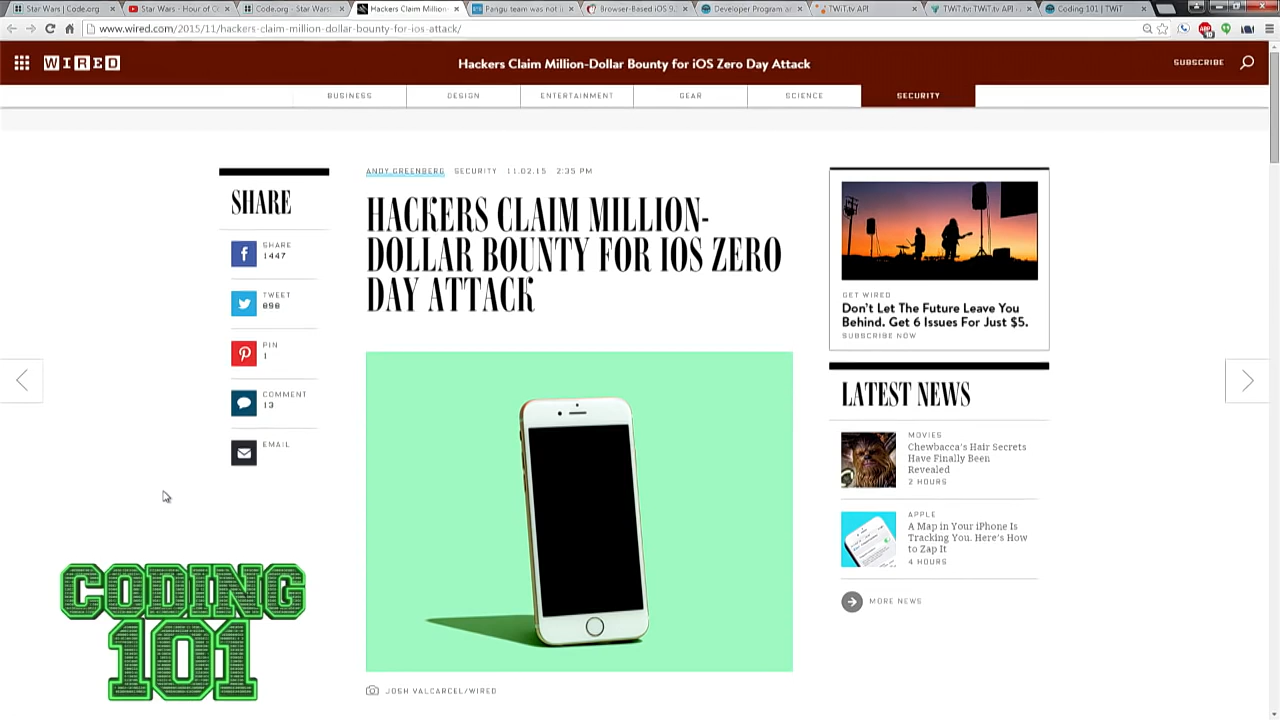 Star Wars | Code.org
Star Wars - Hour of C
Code.org - Star Wars:
Hackers Claim Million-
Pangu team was not i
Browser-Based iOS 9.
Developer Program a
TWiT.tv API
TWiT.tv: TWiT.tv API -
Coding 101 | TWiT
www.wired.com/2015/11/hackers-claim-million-dollar-bounty-for-ios-attack/
WIRED
Hackers Claim Million-Dollar Bounty for iOS Zero Day Attack
SUBSCRIBE
BUSINESS
DESIGN
ENTERTAINMENT
GEAR
SCIENCE
SECURITY
SHARE
SHARE
1447
TWEET
898
PIN
1
COMMENT
13
EMAIL
ANDY GREENBERG SECURITY 11.02.15 2:35 PM
HACKERS CLAIM MILLION-
DOLLAR BOUNTY FOR IOS ZERO
DAY ATTACK
JOSH VALCARCEL/WIRED
GET WIRED
Don't Let The Future Leave You
Behind. Get 6 Issues For Just $5.
SUBSCRIBE NOW
LATEST NEWS
MOVIES
Chewbacca's Hair Secrets
Have Finally Been
Revealed
2 HOURS
APPLE
A Map in Your iPhone Is
Tracking You. Here's How
to Zap It
4 HOURS
MORE NEWS
CODING
101